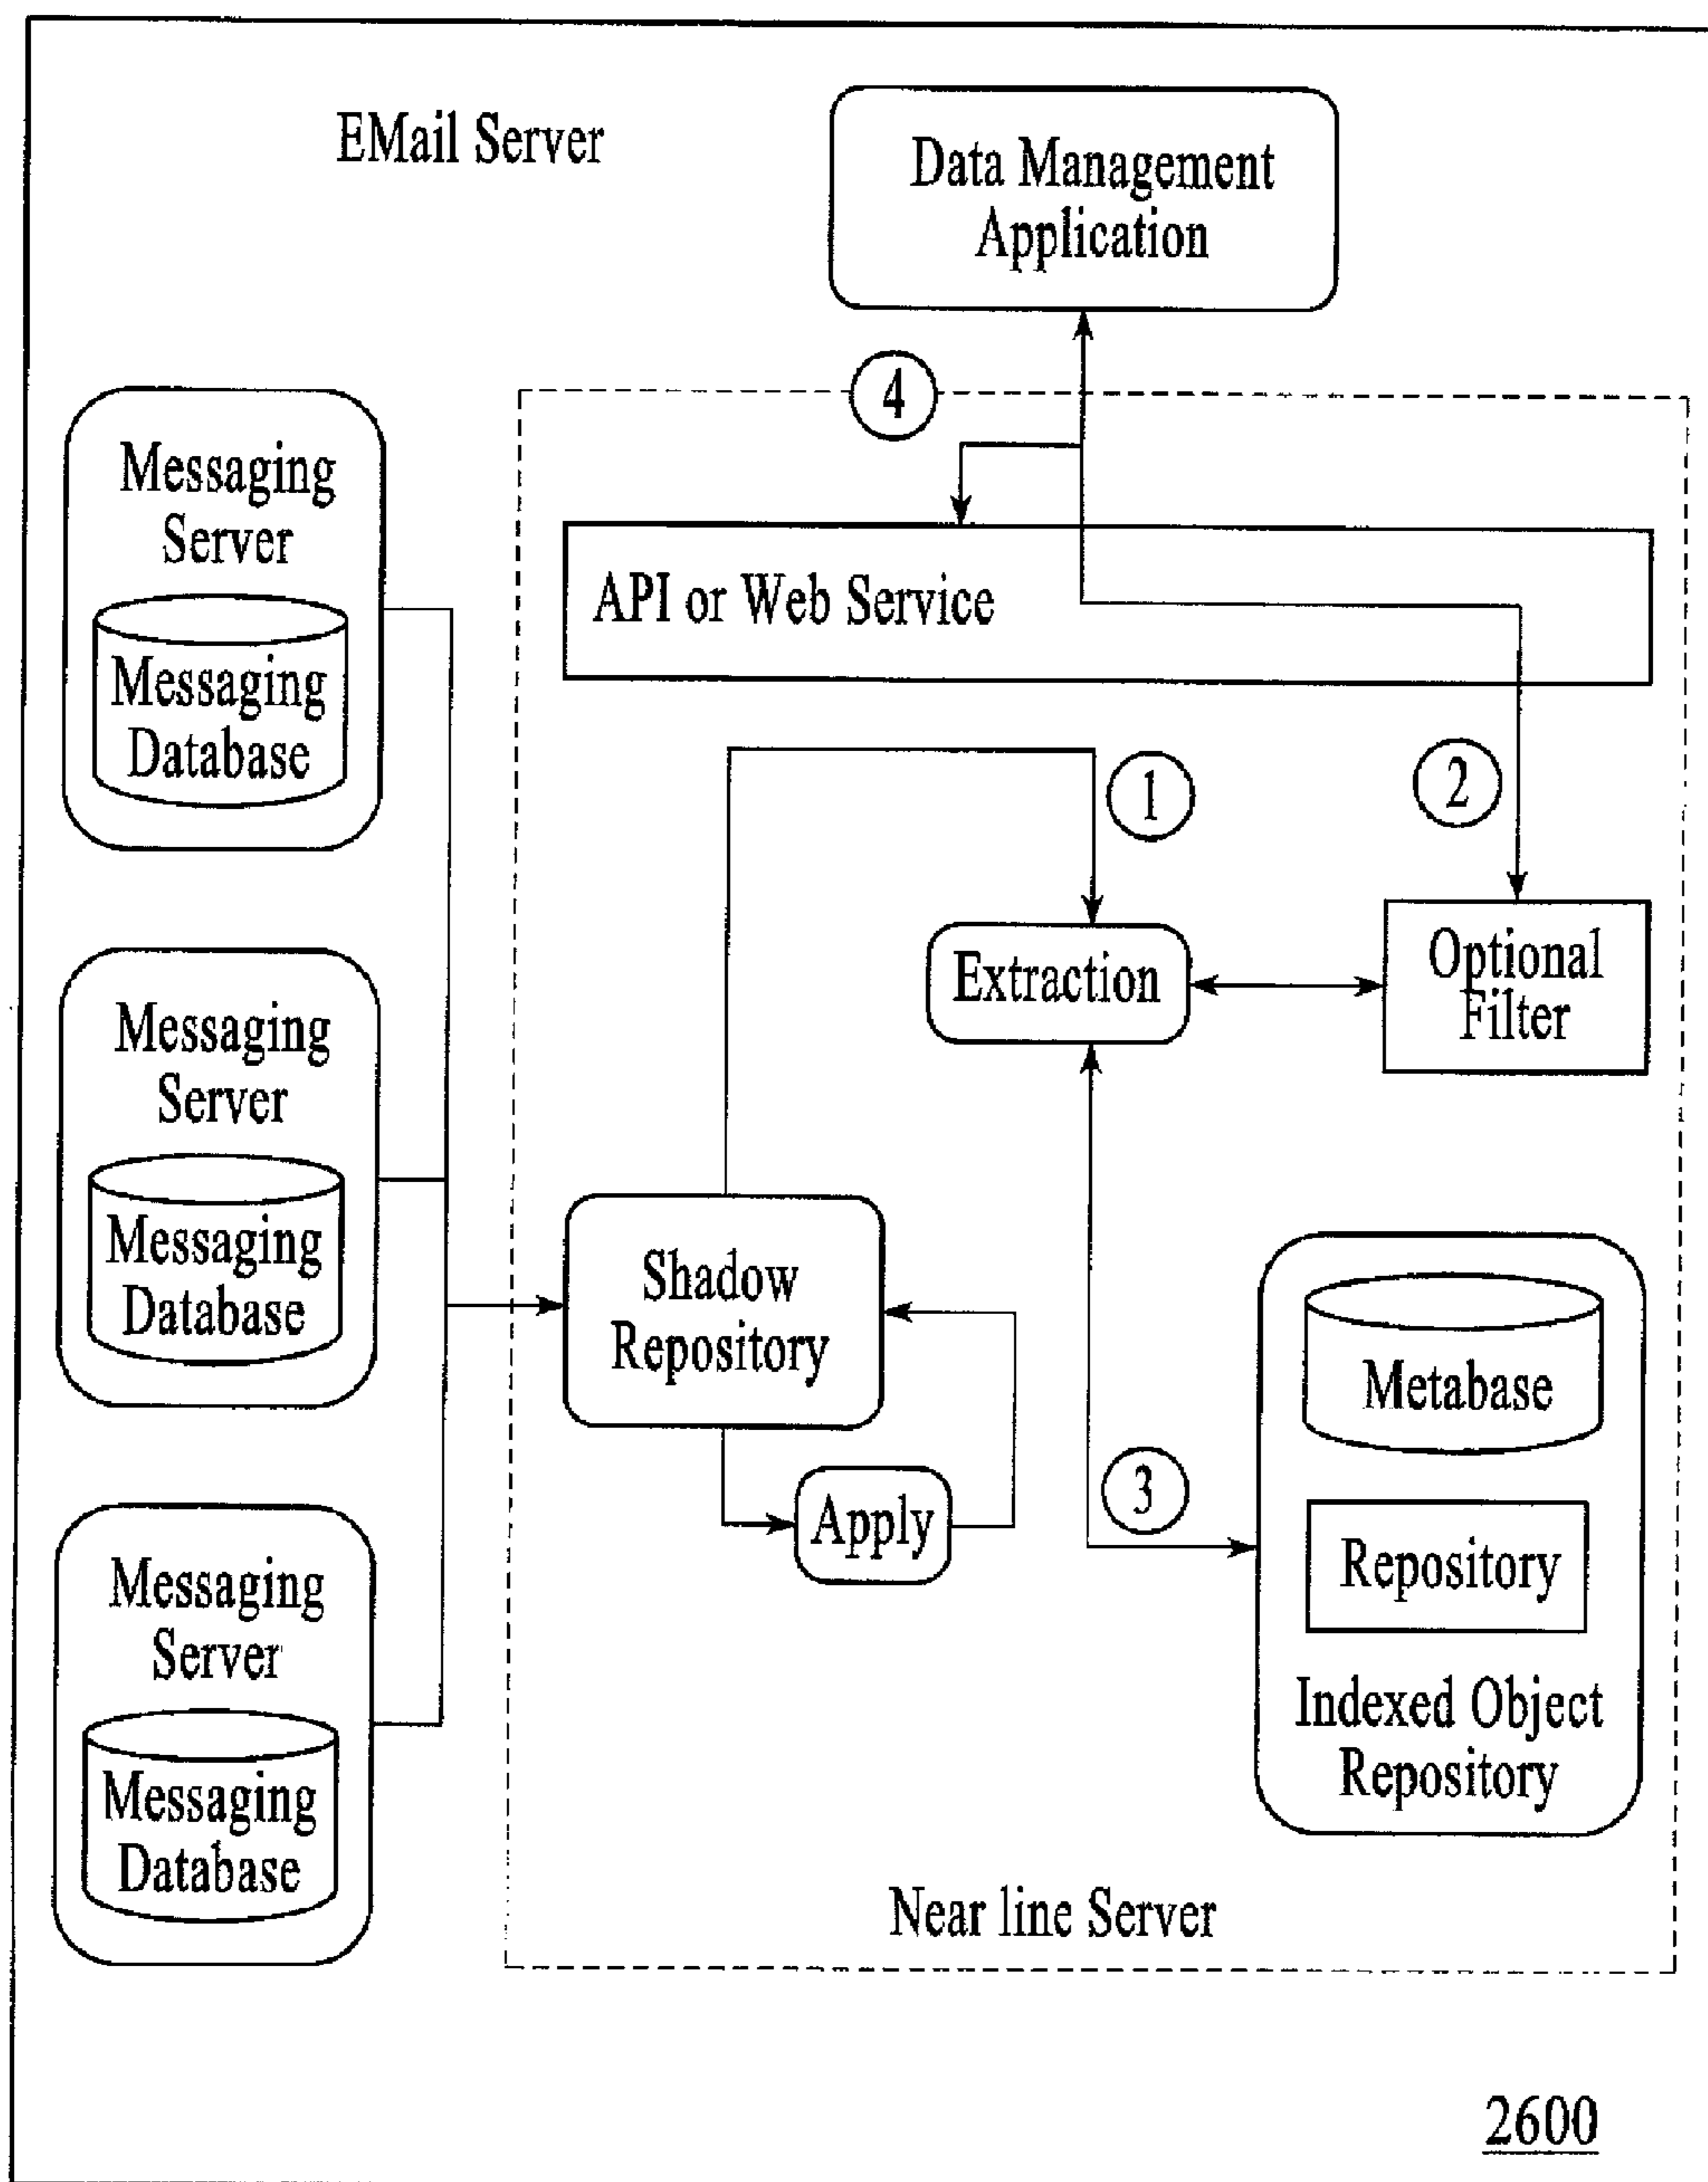 EMail Server
Data Management
Application
4
Messaging
Server
Messaging
Database
API or Web Service
1
2
Extraction
Optional
Filter
Messaging
Server
Messaging
Database
Shadow
Repository
Apply
3
Metabase
Repository
Indexed Object
Repository
Messaging
Server
Messaging
Database
Near line Server
2600